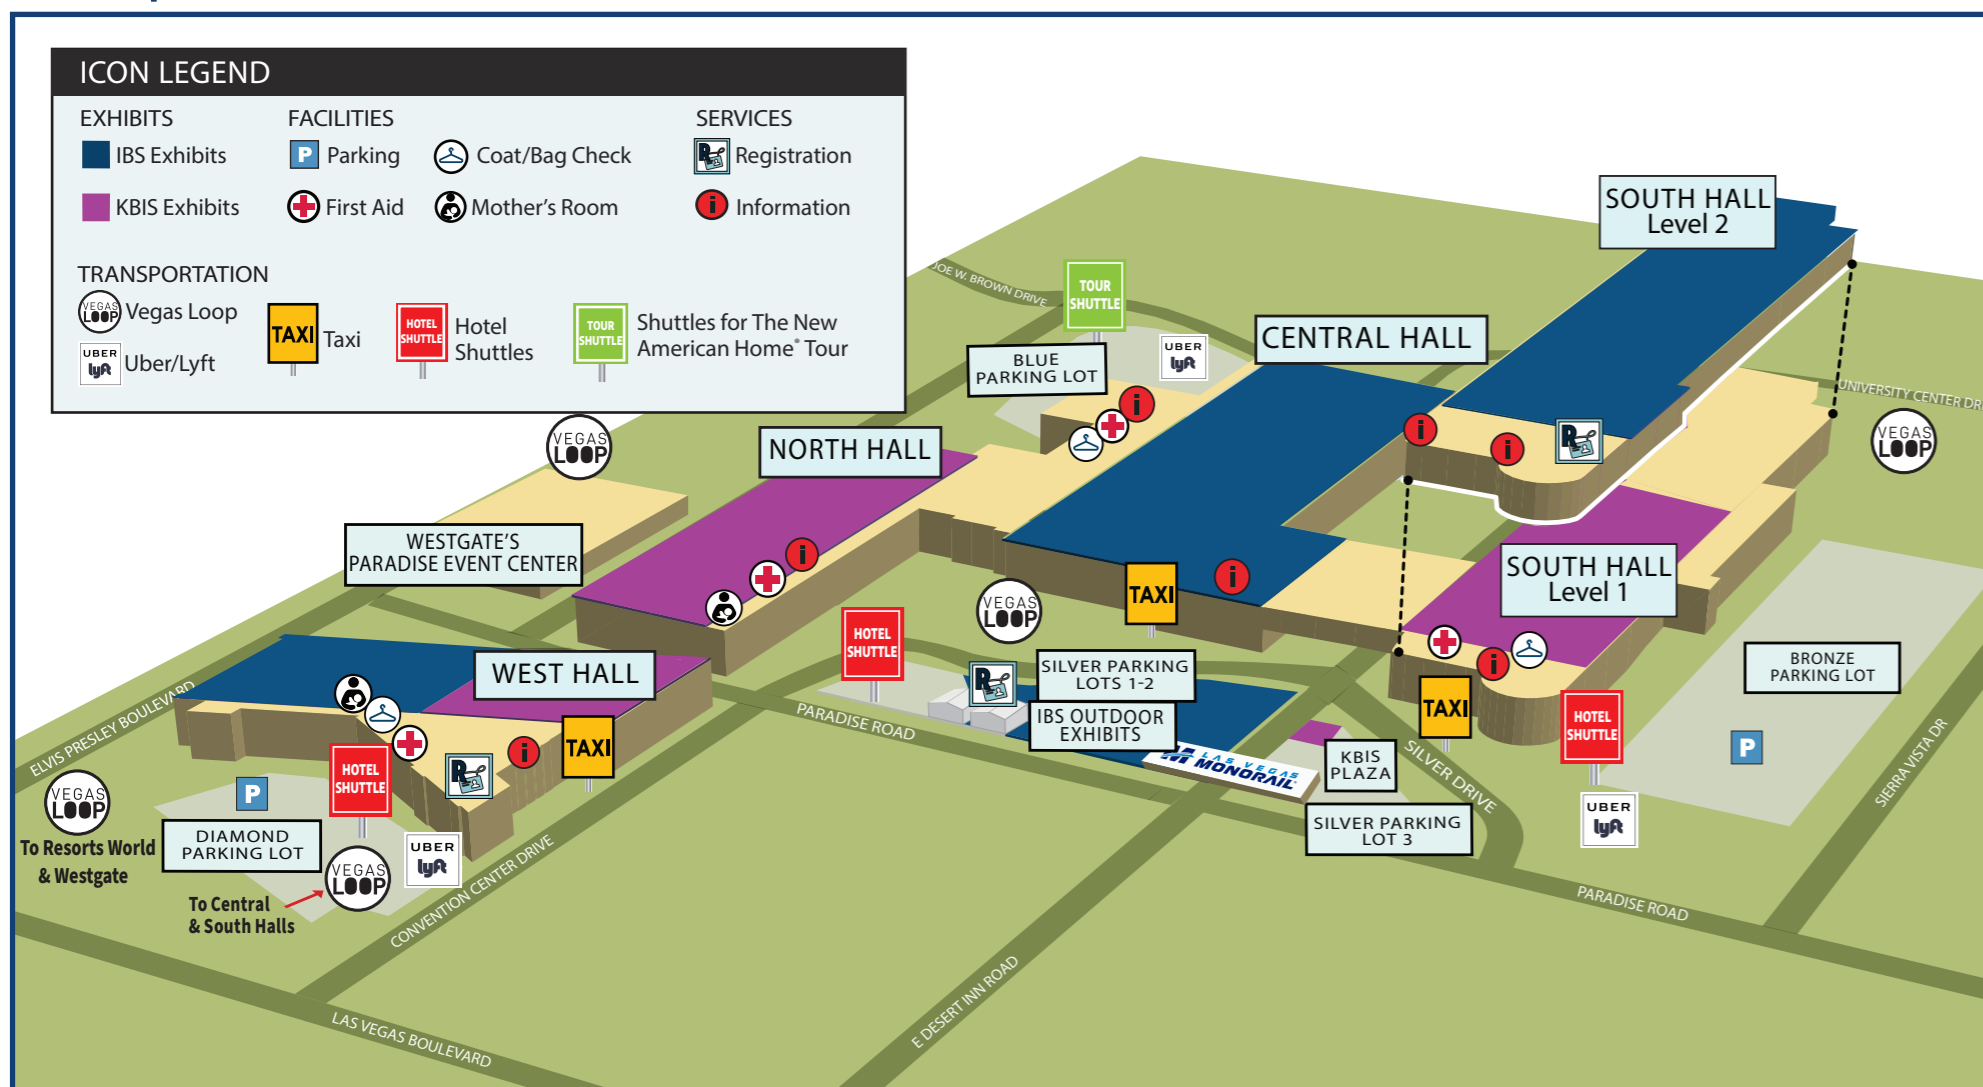 ICON LEGEND
EXHIBITS
IBS Exhibits
KBIS Exhibits
FACILITIES
P Parking
First Aid
Coat/Bag Check
Mother's Room
SERVICES
R Registration
i Information
TRANSPORTATION
VEGAS
LOOP
Vegas Loop
UBER
lyft
Uber/Lyft
TAXI
Taxi
HOTEL
SHUTTLE
Hotel
Shuttles
TOUR
SHUTTLE
Shuttles for The New
American Home® Tour
SOUTH HALL
Level 2
JOE W. BROWN DRIVE
TOUR
SHUTTLE
CENTRAL HALL
BLUE
PARKING LOT
UBER
lyft
UNIVERSITY CENTER DR
i
i
i
R
VEGAS
LOOP
VEGAS
LOOP
NORTH HALL
WESTGATE'S
PARADISE EVENT CENTER
i
SOUTH HALL
Level 1
TAXI
i
VEGAS
LOOP
HOTEL
SHUTTLE
R
SILVER PARKING
LOTS 1-2
IBS OUTDOOR
EXHIBITS
i
TAXI
HOTEL
SHUTTLE
BRONZE
PARKING LOT
P
WEST HALL
ELVIS PRESLEY BOULEVARD
PARADISE ROAD
LAS VEGAS
MONORAIL
KBIS
PLAZA
SILVER DRIVE
SIERRA VISTA DR
TAXI
i
R
HOTEL
SHUTTLE
P
VEGAS
LOOP
To Resorts World
& Westgate
DIAMOND
PARKING LOT
UBER
lyft
VEGAS
LOOP
To Central
& South Halls
SILVER PARKING
LOT 3
UBER
lyft
CONVENTION CENTER DRIVE
PARADISE ROAD
E DESERT INN ROAD
LAS VEGAS BOULEVARD